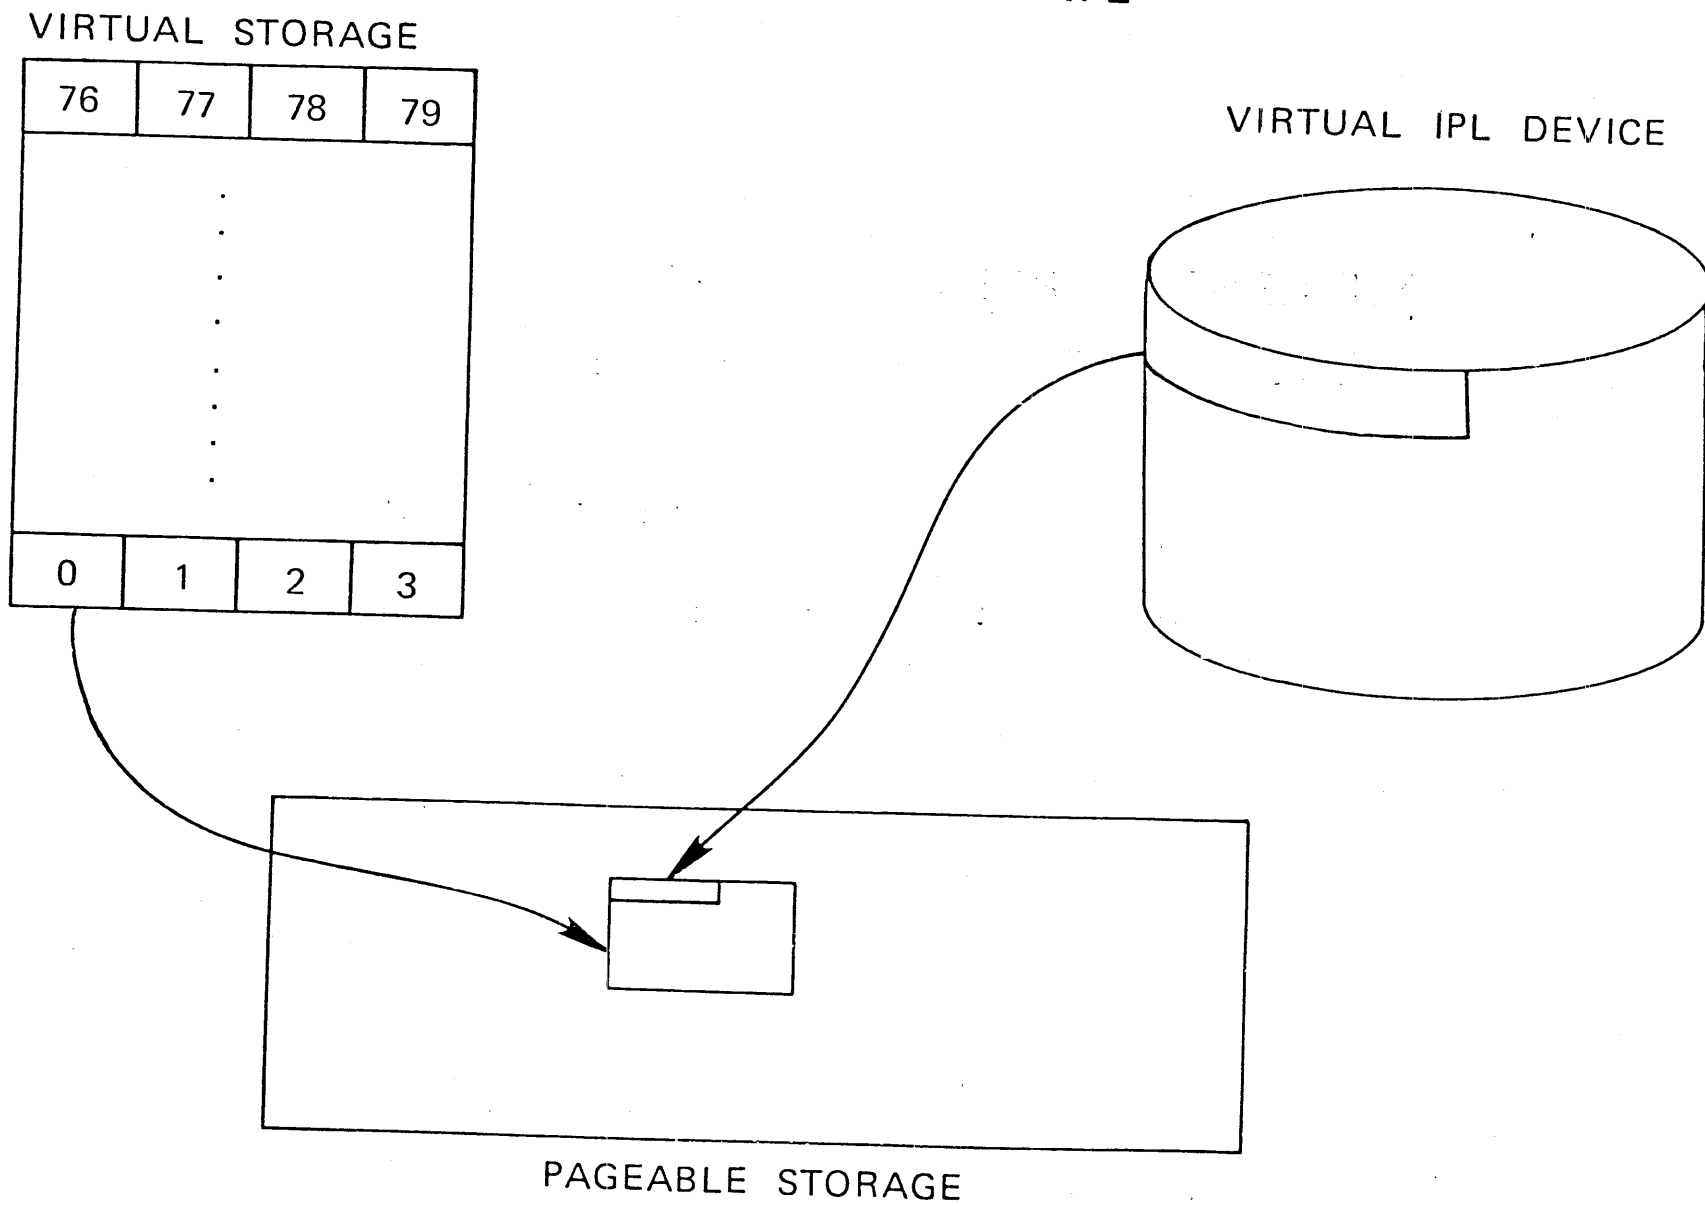 VIRTUAL STORAGE
76 77 78 79
VIRTUAL IPL DEVICE
0 1 2 3
PAGEABLE STORAGE